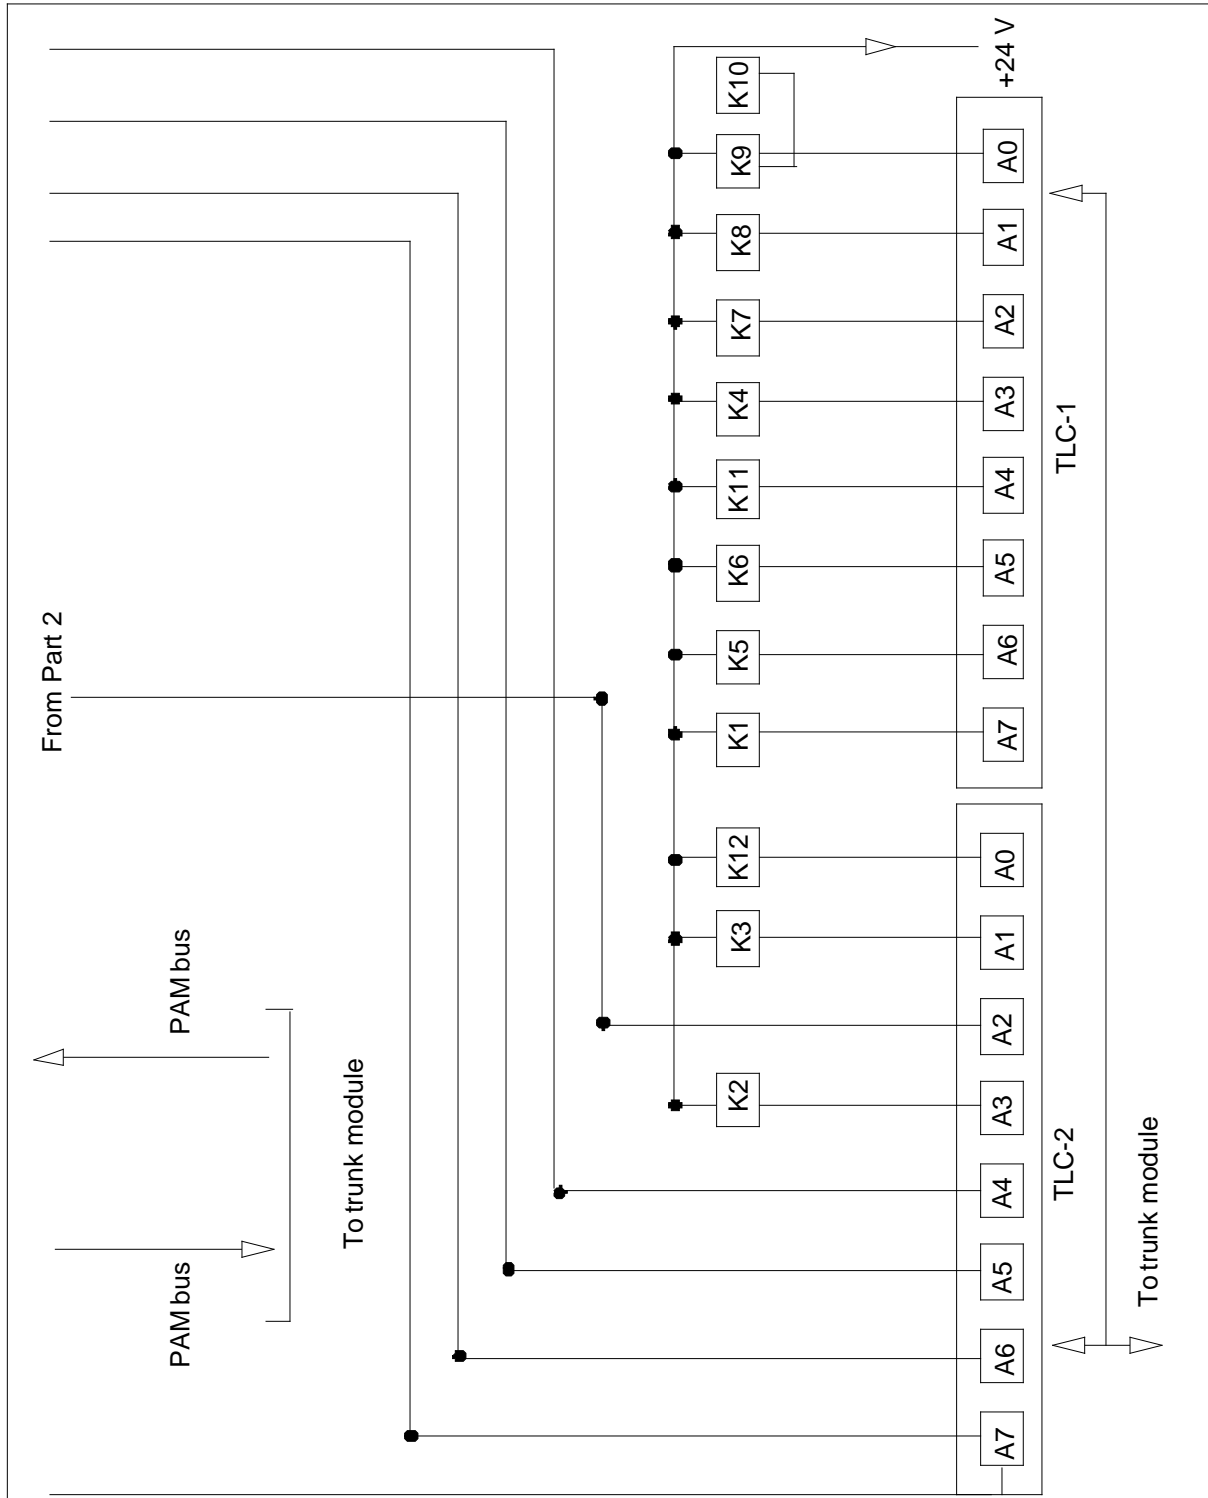 From Part 2
PAM bus
PAM bus
To trunk module
K10
K9
K8
K7
K4
K11
K6
K5
K1
K12
K3
K2
+24 V
A0
A1
A2
A3
A4
A5
A6
A7
TLC-1
A0
A1
A2
A3
A4
A5
A6
A7
TLC-2
To trunk module